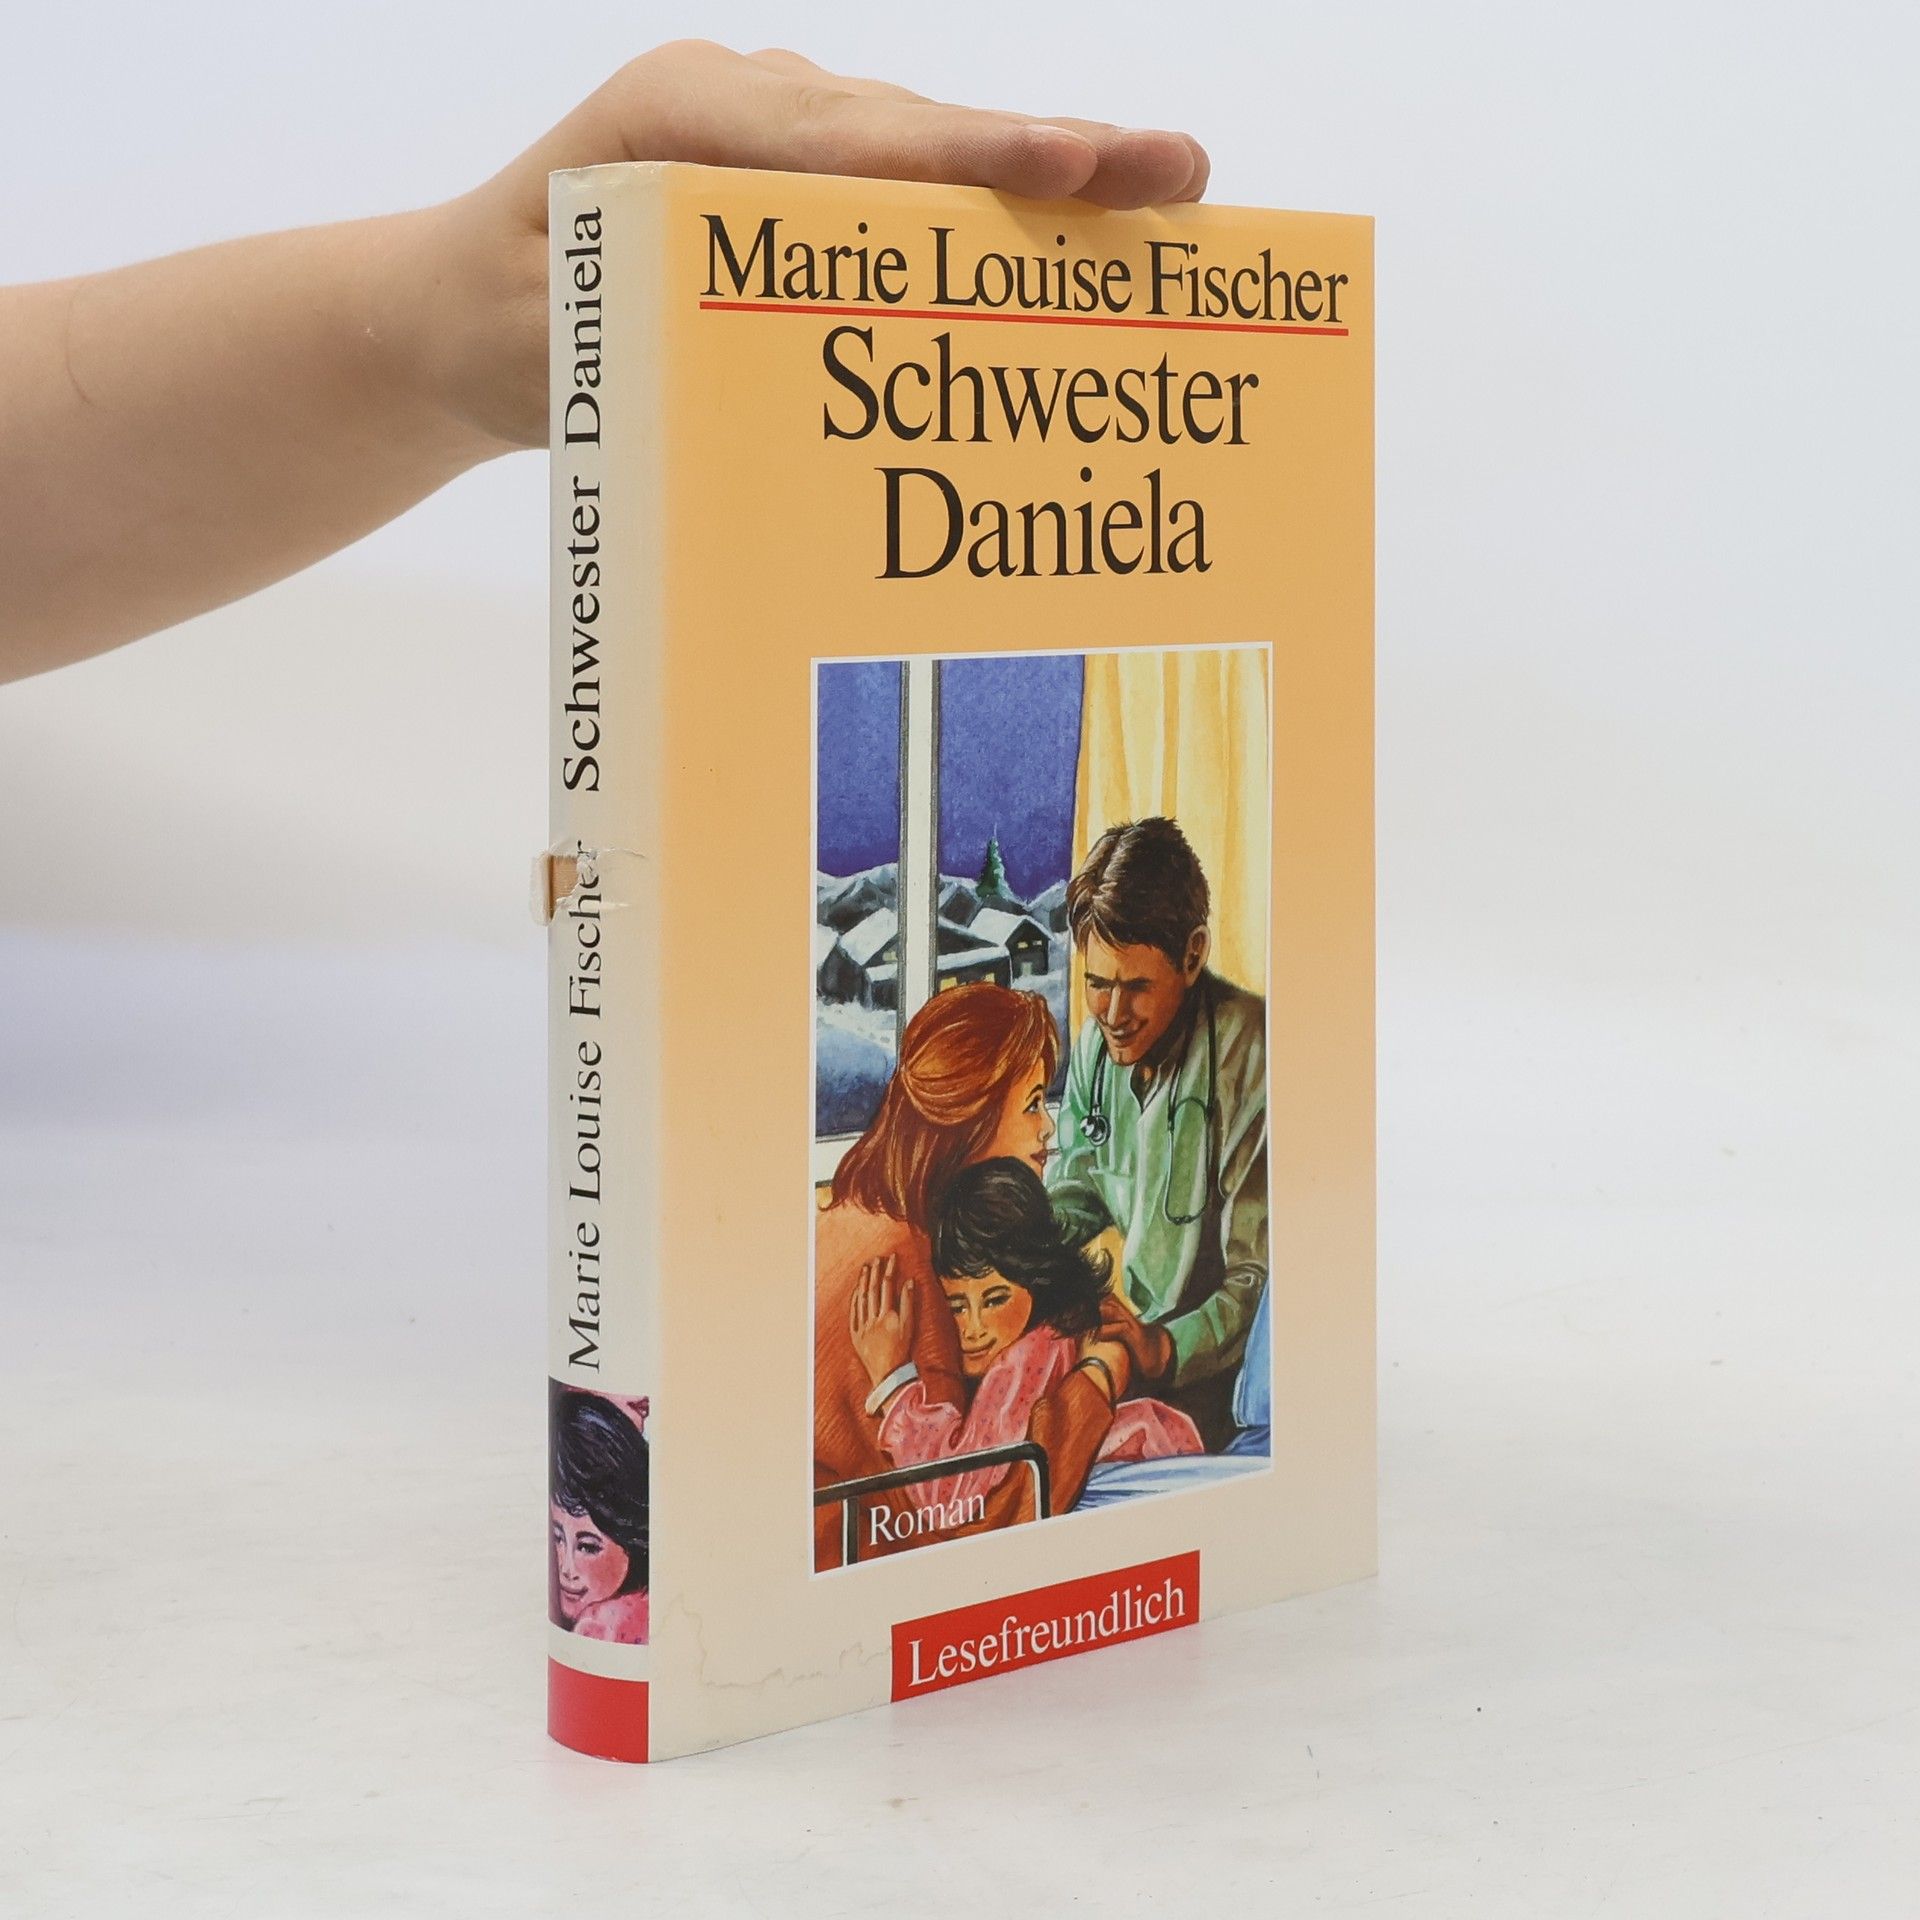 Marie Louise Fischer
Schwester
Daniela
Roman
Lesefreundlich
Marie Louise Fischer Schwester Daniela